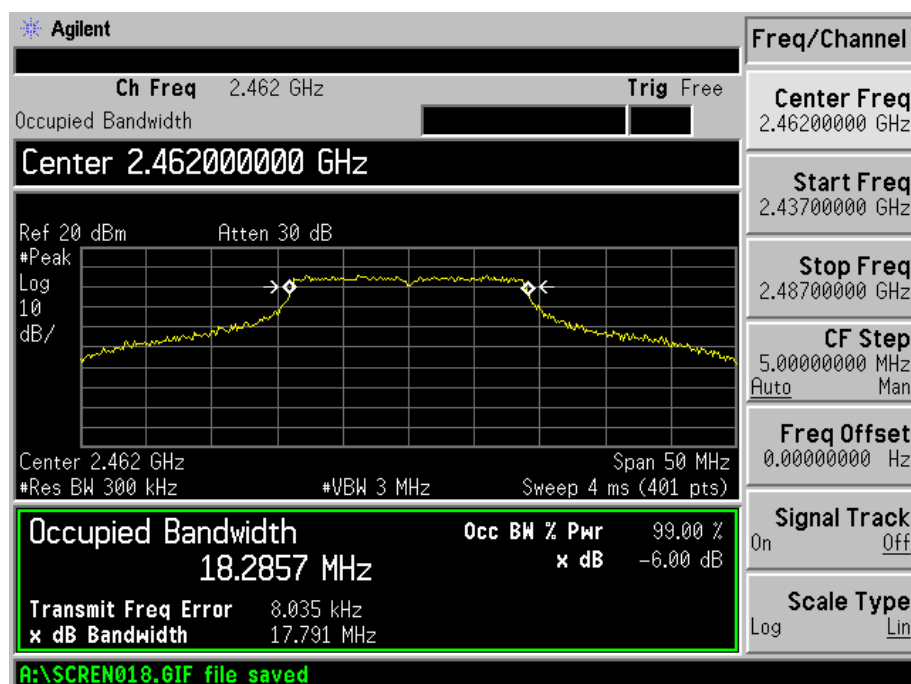 Agilent
Freq/Channel
Ch Freq 2.462 GHz Trig Free
Occupied Bandwidth
Center 2.462000000 GHz
Ref 20 dBm Atten 30 dB
#Peak
Log
10
dB/
Center 2.462 GHz Span 50 MHz
#Res BW 300 kHz #VBW 3 MHz Sweep 4 ms (401 pts)
Occupied Bandwidth Occ BW % Pwr 99.00 %
18.2857 MHz x dB -6.00 dB
Transmit Freq Error 8.035 kHz
x dB Bandwidth 17.791 MHz
A:\SCREN018.GIF file saved
Center Freq
2.46200000 GHz
Start Freq
2.43700000 GHz
Stop Freq
2.48700000 GHz
CF Step
5.00000000 MHz
Auto Man
Freq Offset
0.00000000 Hz
Signal Track
On Off
Scale Type
Log Lin